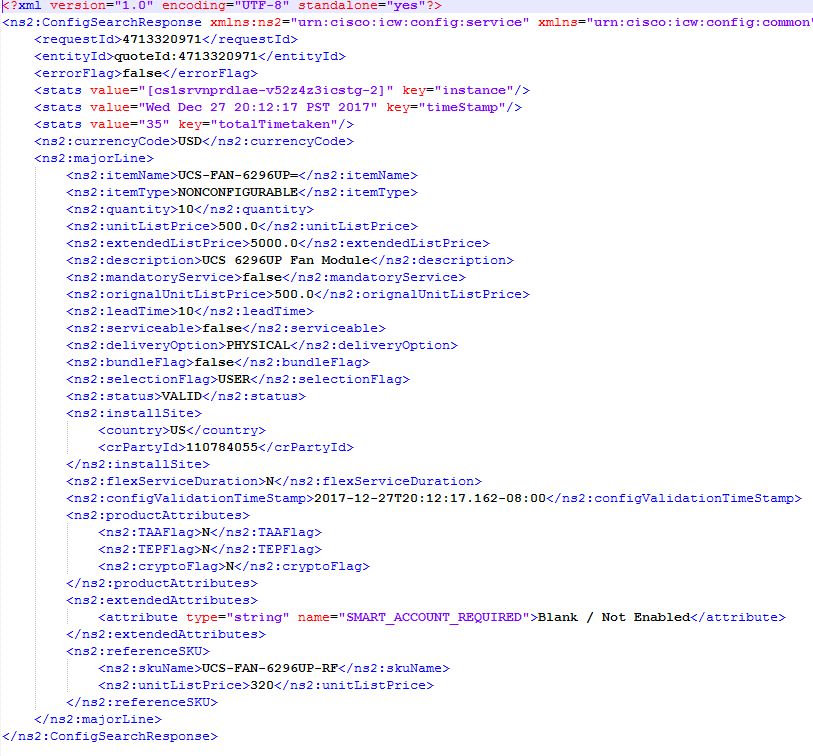 <?xml version="1.0" encoding="UTF-8" standalone="yes"?>
<ns2:ConfigSearchResponse xmlns:ns2="urn:cisco:icw:config:service" xmlns="urn:cisco:icw:config:common"
<requestId>4713320971</requestId>
<entityId>quoteId:4713320971</entityId>
<errorFlag>false</errorFlag>
<stats value="[cs1srvnprdlae-v52z4z3icstg-2]" key="instance"/>
<stats value="Wed Dec 27 20:12:17 PST 2017" key="timeStamp"/>
<stats value="35" key="totalTimetaken"/>
<ns2:currencyCode>USD</ns2:currencyCode>
<ns2:majorLine>
<ns2:itemName>UCS-FAN-6296UP=</ns2:itemName>
<ns2:itemType>NONCONFIGURABLE</ns2:itemType>
<ns2:quantity>10</ns2:quantity>
<ns2:unitListPrice>500.0</ns2:unitListPrice>
<ns2:extendedListPrice>5000.0</ns2:extendedListPrice>
<ns2:description>UCS 6296UP Fan Module</ns2:description>
<ns2:mandatoryService>false</ns2:mandatoryService>
<ns2:orignalUnitListPrice>500.0</ns2:orignalUnitListPrice>
<ns2:leadTime>10</ns2:leadTime>
<ns2:serviceable>false</ns2:serviceable>
<ns2:deliveryOption>PHYSICAL</ns2:deliveryOption>
<ns2:bundleFlag>false</ns2:bundleFlag>
<ns2:selectionFlag>USER</ns2:selectionFlag>
<ns2:status>VALID</ns2:status>
<ns2:installSite>
<country>US</country>
<crPartyId>110784055</crPartyId>
</ns2:installSite>
<ns2:flexServiceDuration>N</ns2:flexServiceDuration>
<ns2:configValidationTimeStamp>2017-12-27T20:12:17.162-08:00</ns2:configValidationTimeStamp>
<ns2:productAttributes>
<ns2:TAAFlag>N</ns2:TAAFlag>
<ns2:TEPFlag>N</ns2:TEPFlag>
<ns2:cryptoFlag>N</ns2:cryptoFlag>
</ns2:productAttributes>
<ns2:extendedAttributes>
<attribute type="string" name="SMART_ACCOUNT_REQUIRED">Blank / Not Enabled</attribute>
</ns2:extendedAttributes>
<ns2:referenceSKU>
<ns2:skuName>UCS-FAN-6296UP-RF</ns2:skuName>
<ns2:unitListPrice>320</ns2:unitListPrice>
</ns2:referenceSKU>
</ns2:majorLine>
</ns2:ConfigSearchResponse>